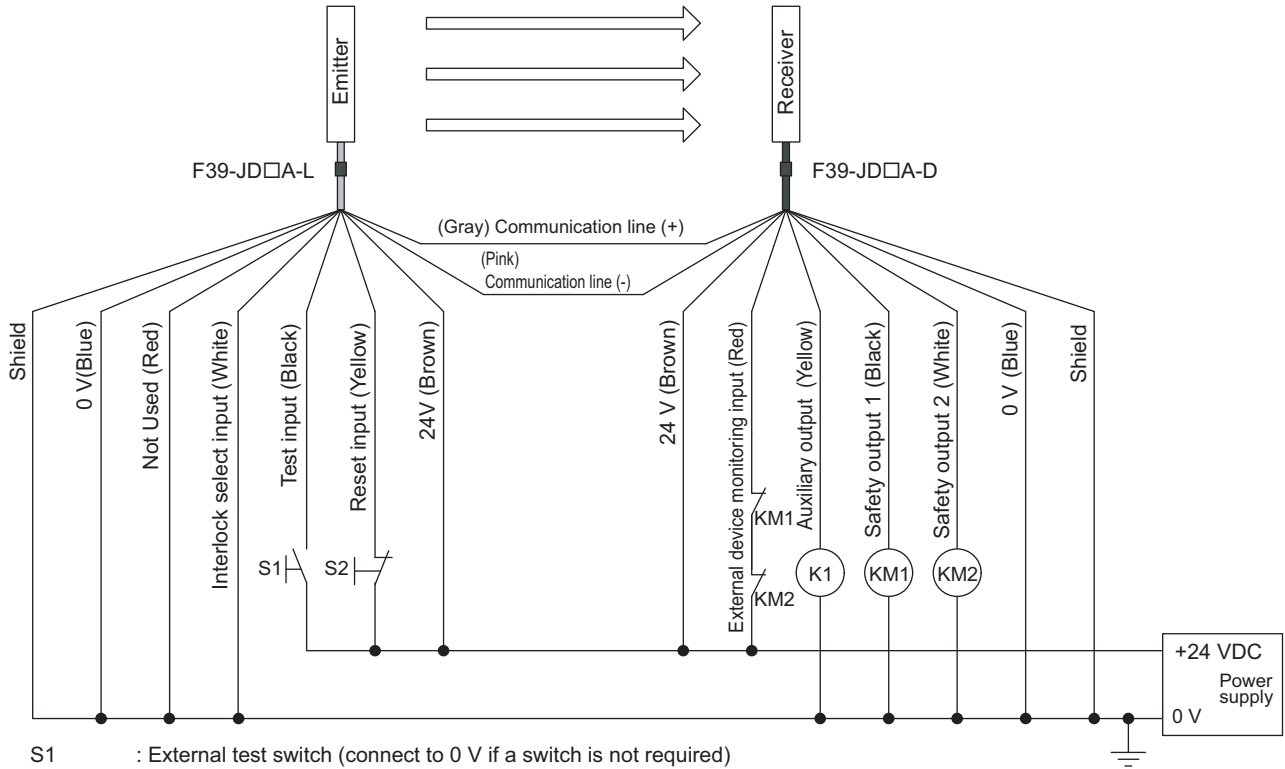 Emitter
Receiver
F39-JD□A-L
F39-JD□A-D
(Gray) Communication line (+)
(Pink)
Communication line (-)
Shield
0 V(Blue)
Not Used (Red)
Interlock select input (White)
Test input (Black)
Reset input (Yellow)
24V (Brown)
24 V (Brown)
External device monitoring input (Red)
Auxiliary output (Yellow)
Safety output 1 (Black)
Safety output 2 (White)
0 V (Blue)
Shield
S1
S2
KM1
KM2
K1
KM1
KM2
+24 VDC
Power
supply
0 V
S1 : External test switch (connect to 0 V if a switch is not required)